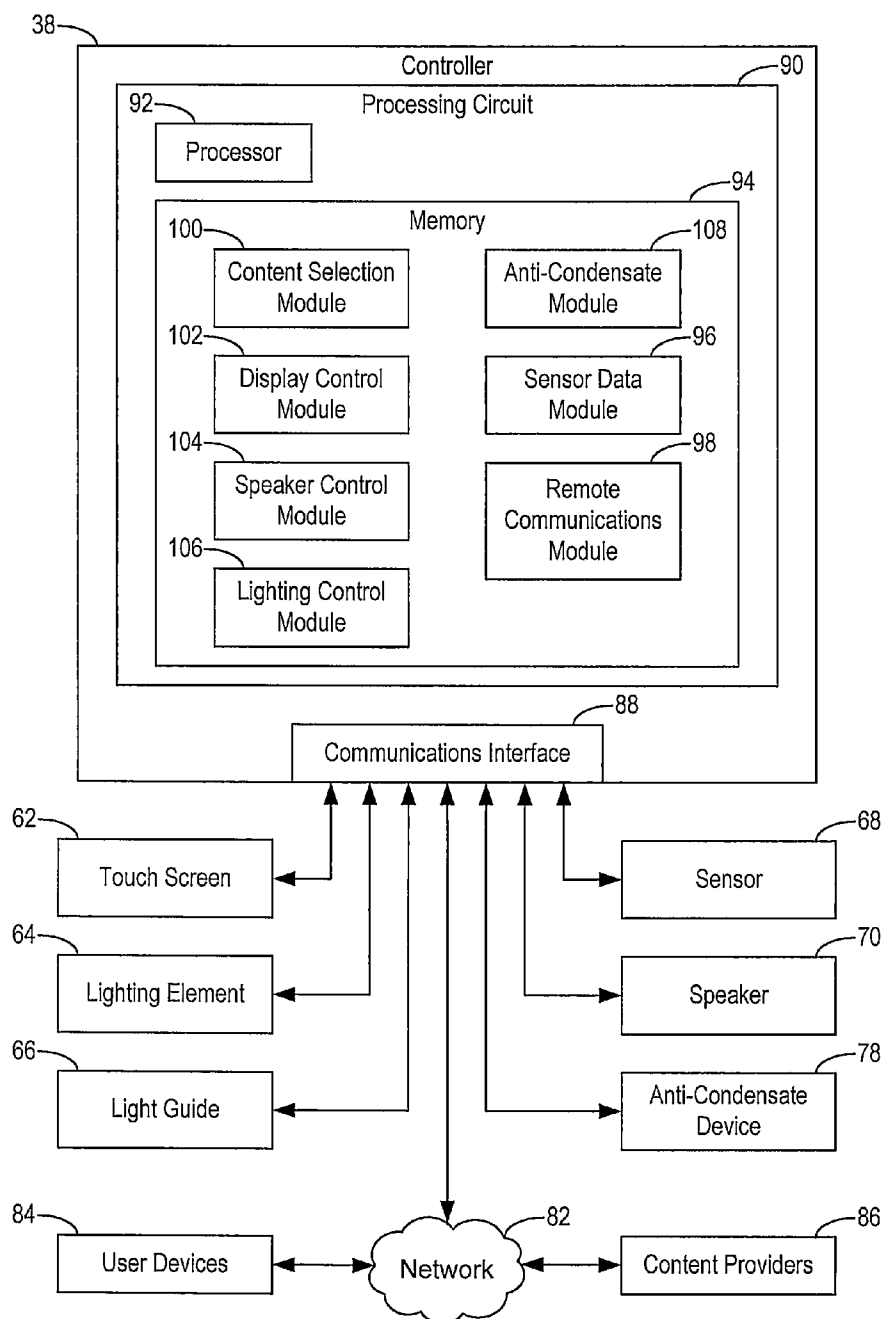 38
Controller
90
Processing Circuit
92
Processor
94
Memory
100
Content Selection
Module
108
Anti-Condensate
Module
102
Display Control
Module
96
Sensor Data
Module
104
Speaker Control
Module
98
Remote
Communications
Module
106
Lighting Control
Module
88
Communications Interface
62
Touch Screen
68
Sensor
64
Lighting Element
70
Speaker
66
Light Guide
78
Anti-Condensate
Device
84
User Devices
82
Network
86
Content Providers